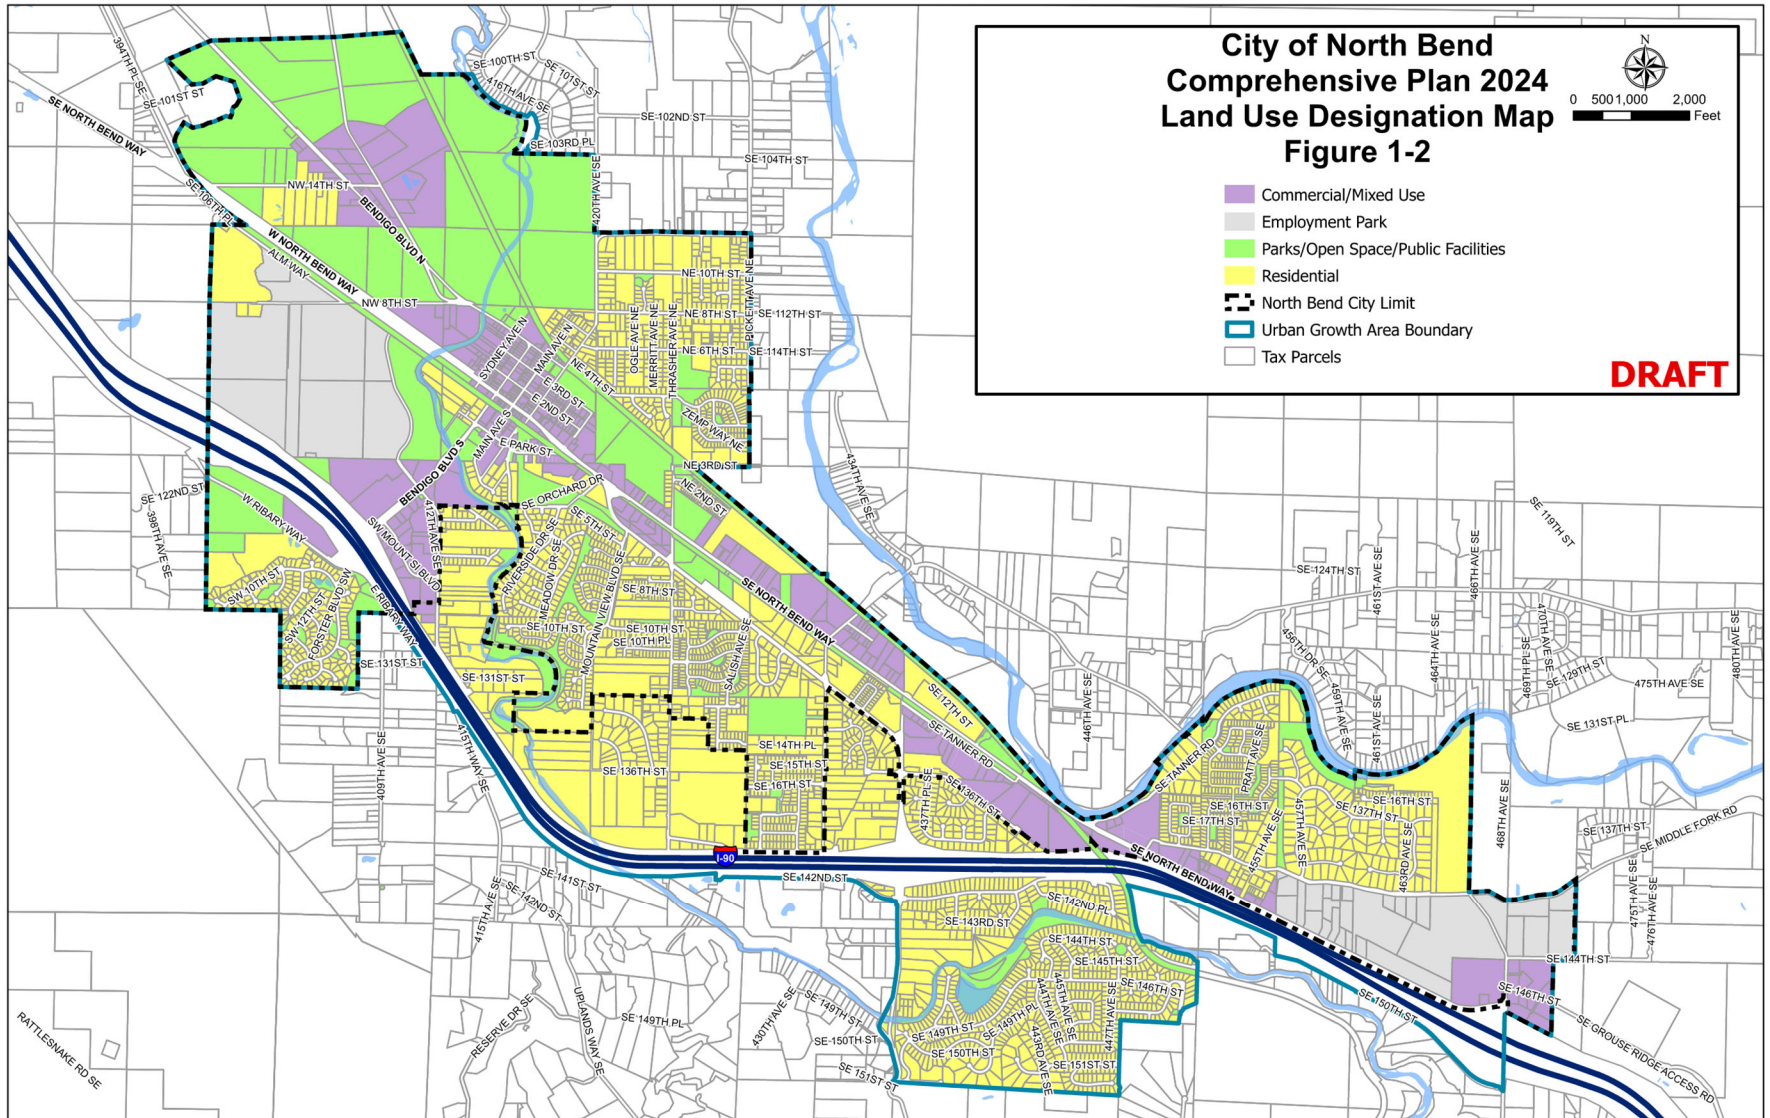 City of North Bend
Comprehensive Plan 2024
Land Use Designation Map
Figure 1-2
N
0 500 1,000 2,000
Feet
Commercial/Mixed Use
Employment Park
Parks/Open Space/Public Facilities
Residential
North Bend City Limit
Urban Growth Area Boundary
Tax Parcels
DRAFT
394TH PL SE
SE 101ST ST
SE NORTH BEND WAY
SE 100TH ST
SE 101ST ST
416TH AVE SE
SE 102ND ST
SE 103RD PL
SE 104TH ST
420TH AVE SE
NW 14TH ST
SE 106TH PL
BENDIGO BLVD N
W NORTH BEND WAY
ALM WAY
NW 8TH ST
NE 10TH ST
PICKETT AVE NE
NE 8TH ST
SE 112TH ST
OGLE AVE NE
MERRITT AVE NE
THRASHER AVE NE
NE 6TH ST
SE 114TH ST
SYDNEY AVE N
MAIN AVE N
NE 4TH ST
E 3RD ST
E 2ND ST
ZEMP WAY NE
MAIN AVE S
E PARK ST
BENDIGO BLVD S
NE 3RD ST
NE 2ND ST
434TH AVE SE
SE 122ND ST
398TH AVE SE
W RIBARY WAY
SW MOUNT SI BLVD
412TH AVE SE
SE ORCHARD DR
SE 5TH ST
RIVERSIDE DR SE
MEADOW DR SE
MOUNTAIN VIEW BLVD SE
SE 8TH ST
SE 10TH ST
SE 10TH ST
SE 10TH PL
SALISH AVE SE
SE NORTH BEND WAY
SW 10TH ST
SW 12TH ST
FORSTER BLVD SW
E RIBARY WAY
SE 131ST ST
SE 131ST ST
SE 12TH ST
SE TANNER RD
SE 14TH PL
SE 15TH ST
SE 16TH ST
SE 136TH ST
SE 136TH ST
437TH PL SE
409TH AVE SE
415TH WAY SE
446TH AVE SE
SE 119TH ST
SE 124TH ST
461ST AVE SE
466TH AVE SE
464TH AVE SE
470TH AVE SE
469TH PL SE
SE 129TH ST
475TH AVE SE
480TH AVE SE
SE 131ST PL
456TH DR SE
459TH AVE SE
461ST AVE SE
SE TANNER RD
PRATT AVE SE
SE 16TH ST
SE 17TH ST
SE 16TH ST
SE 137TH ST
457TH AVE SE
455TH AVE SE
463RD AVE SE
468TH AVE SE
SE 137TH ST
SE MIDDLE FORK RD
475TH AVE SE
476TH AVE SE
I-90
SE NORTH BEND WAY
SE 142ND ST
SE 141ST ST
SE 142ND ST
415TH AVE SE
SE 142ND PL
SE 143RD ST
SE 144TH ST
SE 145TH ST
SE 146TH ST
445TH AVE SE
444TH AVE SE
447TH AVE SE
443RD AVE SE
SE 149TH ST
SE 149TH PL
SE 150TH ST
SE 151ST ST
SE 144TH ST
SE 146TH ST
SE 150TH ST
SE GROUSE RIDGE ACCESS RD
430TH AVE SE
SE 149TH ST
SE 150TH ST
SE 151ST ST
SE 149TH PL
RESERVE DR SE
UPLANDS WAY SE
RATTLESNAKE RD SE